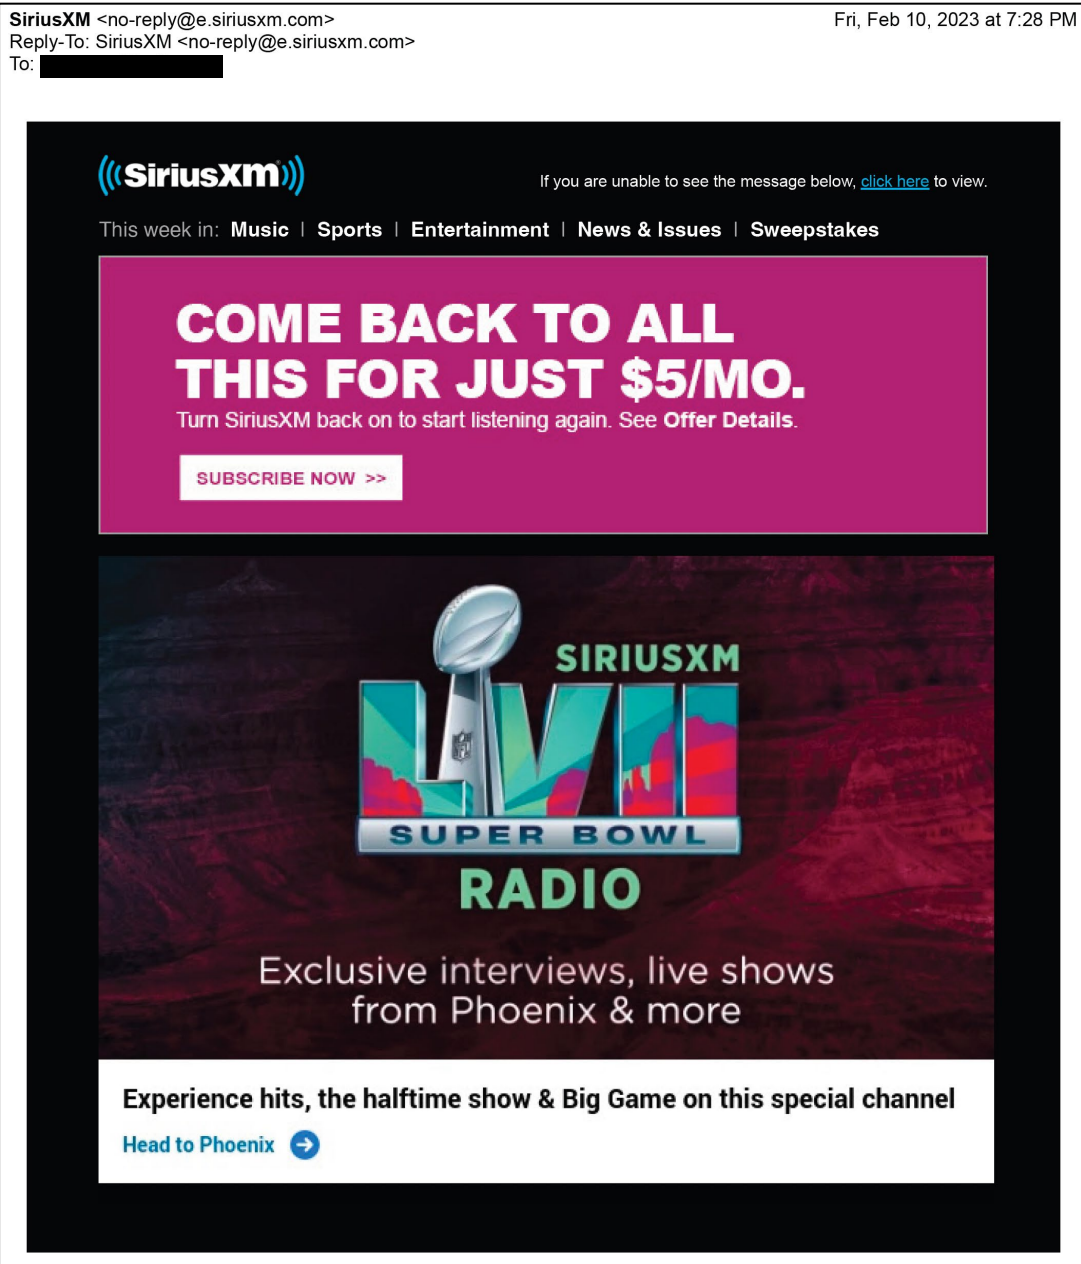 SiriusXM <no-reply@e.siriusxm.com>
Fri, Feb 10, 2023 at 7:28 PM
Reply-To: SiriusXM <no-reply@e.siriusxm.com>
To:
SiriusXM
If you are unable to see the message below, click here to view.
This week in: Music | Sports | Entertainment | News & Issues | Sweepstakes
COME BACK TO ALL
THIS FOR JUST $5/MO.
Turn SiriusXM back on to start listening again. See Offer Details.
SUBSCRIBE NOW >>
SIRIUSXM
LVII
NFL
SUPER BOWL
RADIO
Exclusive interviews, live shows
from Phoenix & more
Experience hits, the halftime show & Big Game on this special channel
Head to Phoenix